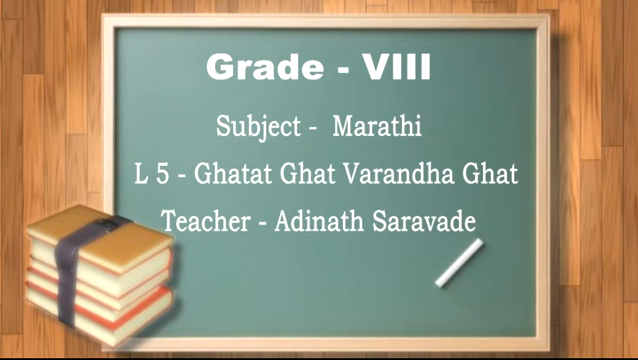 Grade - VIII
Subject - Marathi
L 5 - Ghatat Ghat Varandha Ghat
Teacher - Adinath Saravade